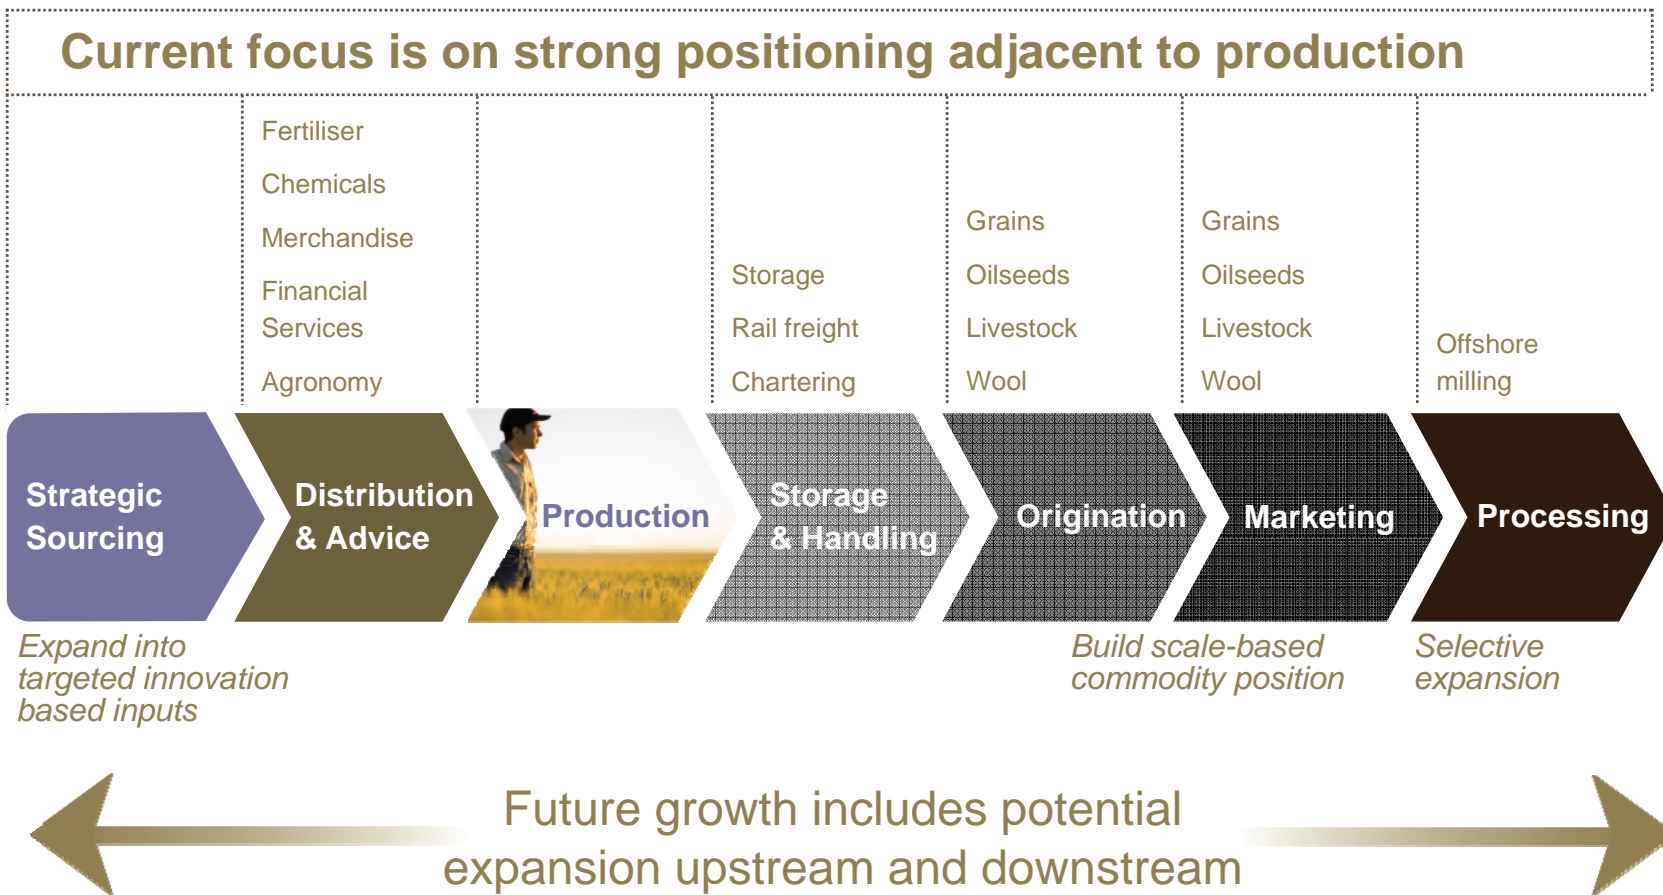 Current focus is on strong positioning adjacent to production
Fertiliser
Chemicals
Merchandise
Financial
Services
Agronomy
Storage
Rail freight
Chartering
Grains
Oilseeds
Livestock
Wool
Grains
Oilseeds
Livestock
Wool
Offshore
milling
Strategic
Sourcing
Distribution
& Advice
Production
Storage
& Handling
Origination
Marketing
Processing
Expand into
targeted innovation
based inputs
Build scale-based
commodity position
Selective
expansion
Future growth includes potential
expansion upstream and downstream